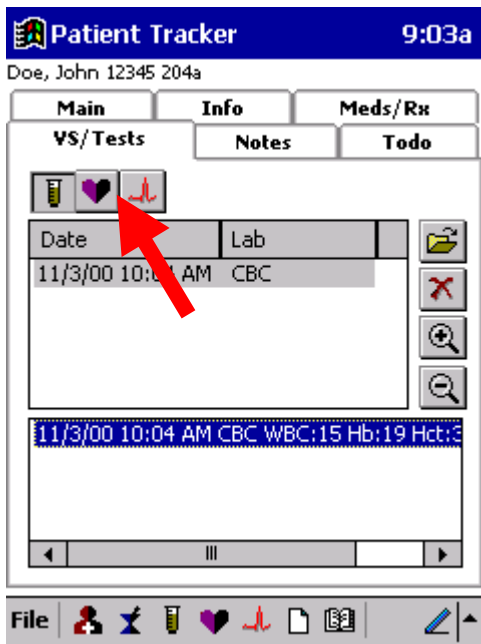 Patient Tracker 9:03a
Doe, John 12345 204a
Main Info Meds/Rx
VS/Tests Notes Todo
Date Lab
11/3/00 10:04 AM CBC
11/3/00 10:04 AM CBC WBC:15 Hb:19 Hct:3
File